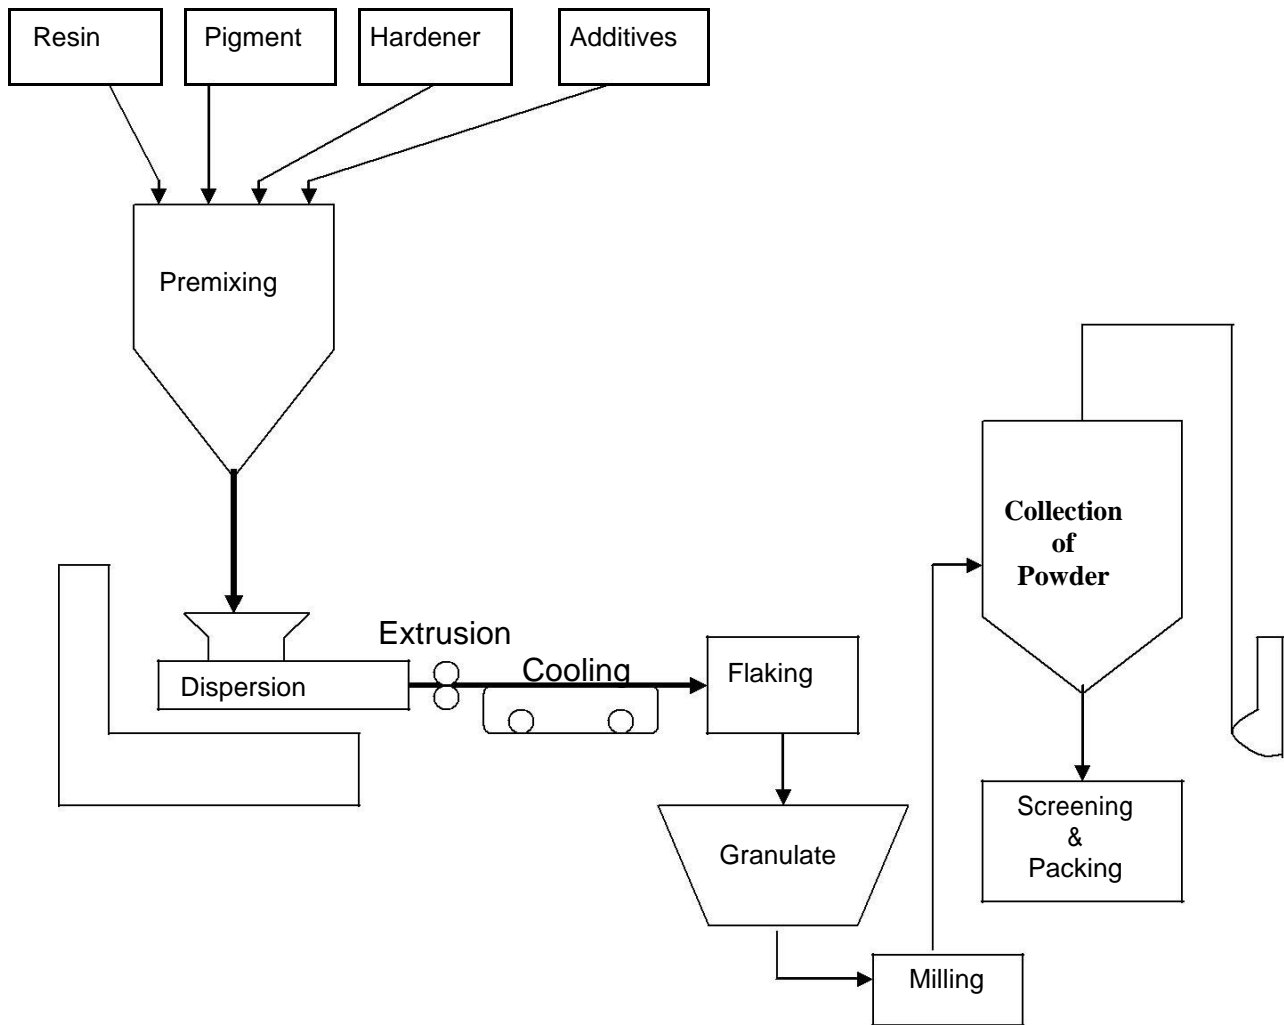 Resin
Pigment
Hardener
Additives
Premixing
Collection
of
Powder
Extrusion
Cooling
Dispersion
Flaking
Granulate
Screening
&
Packing
Milling